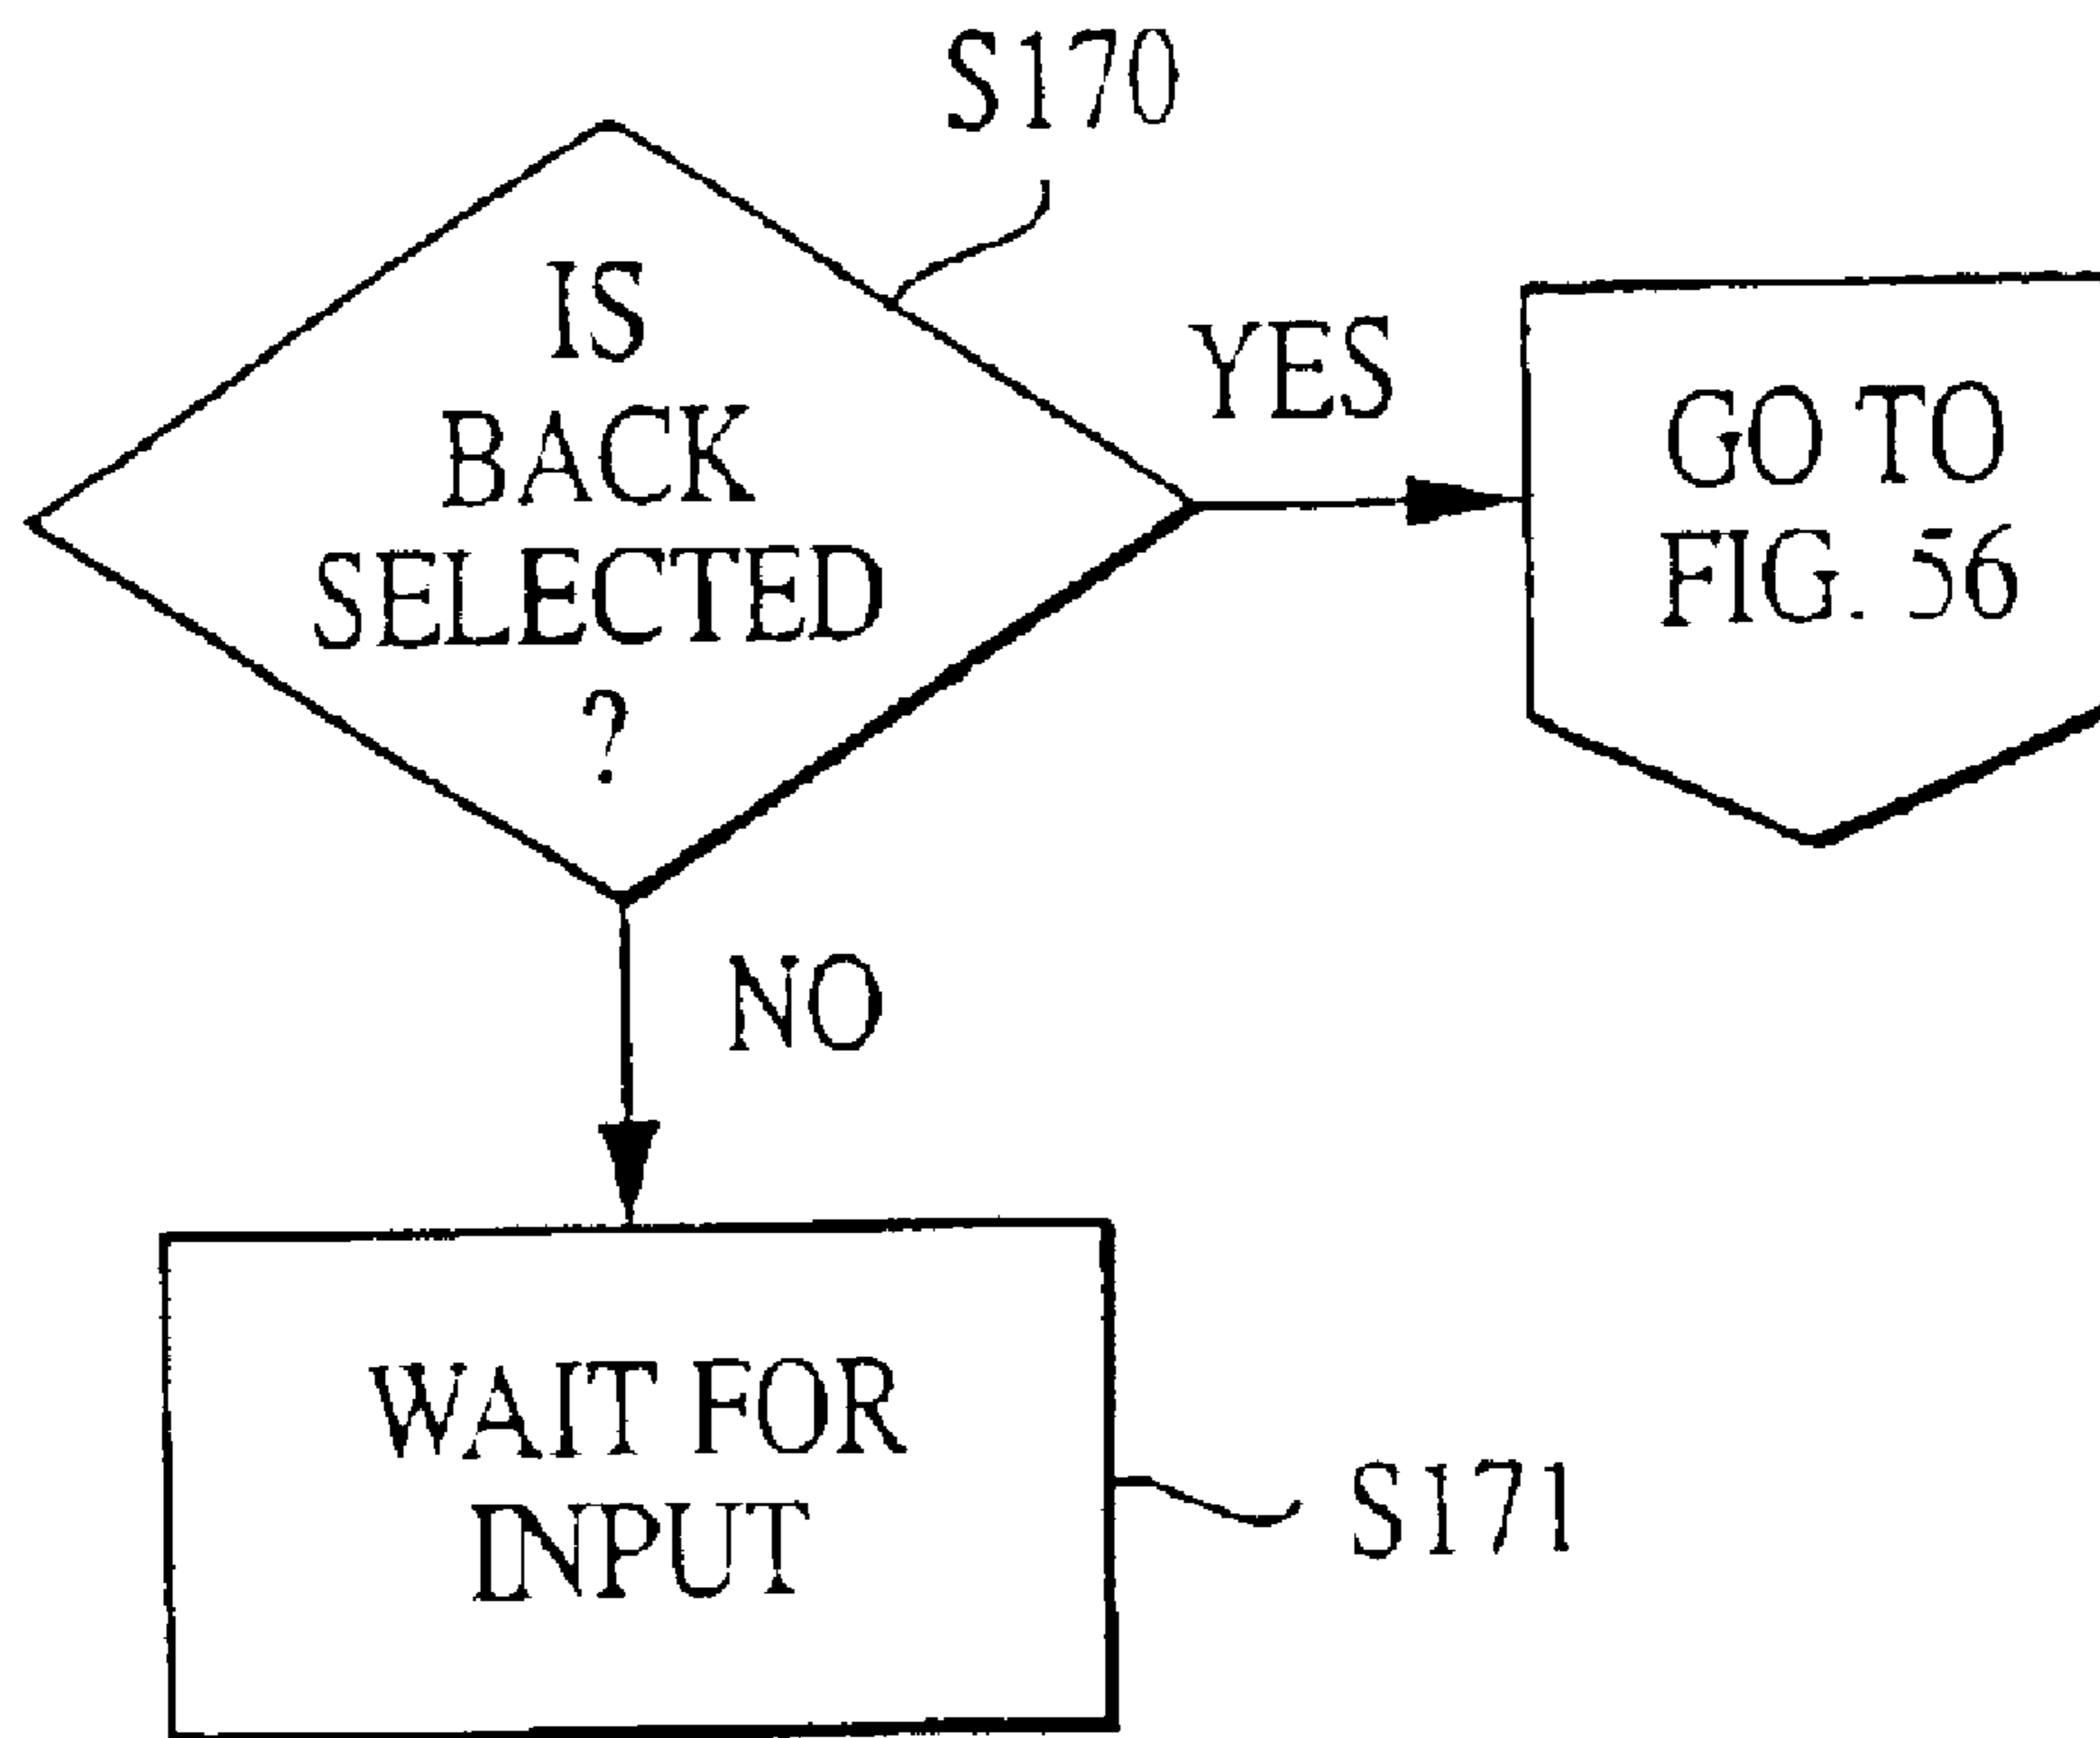 S170
IS
BACK
SELECTED
?
YES
GO TO
FIG. 56
NO
WAIT FOR
INPUT
S171